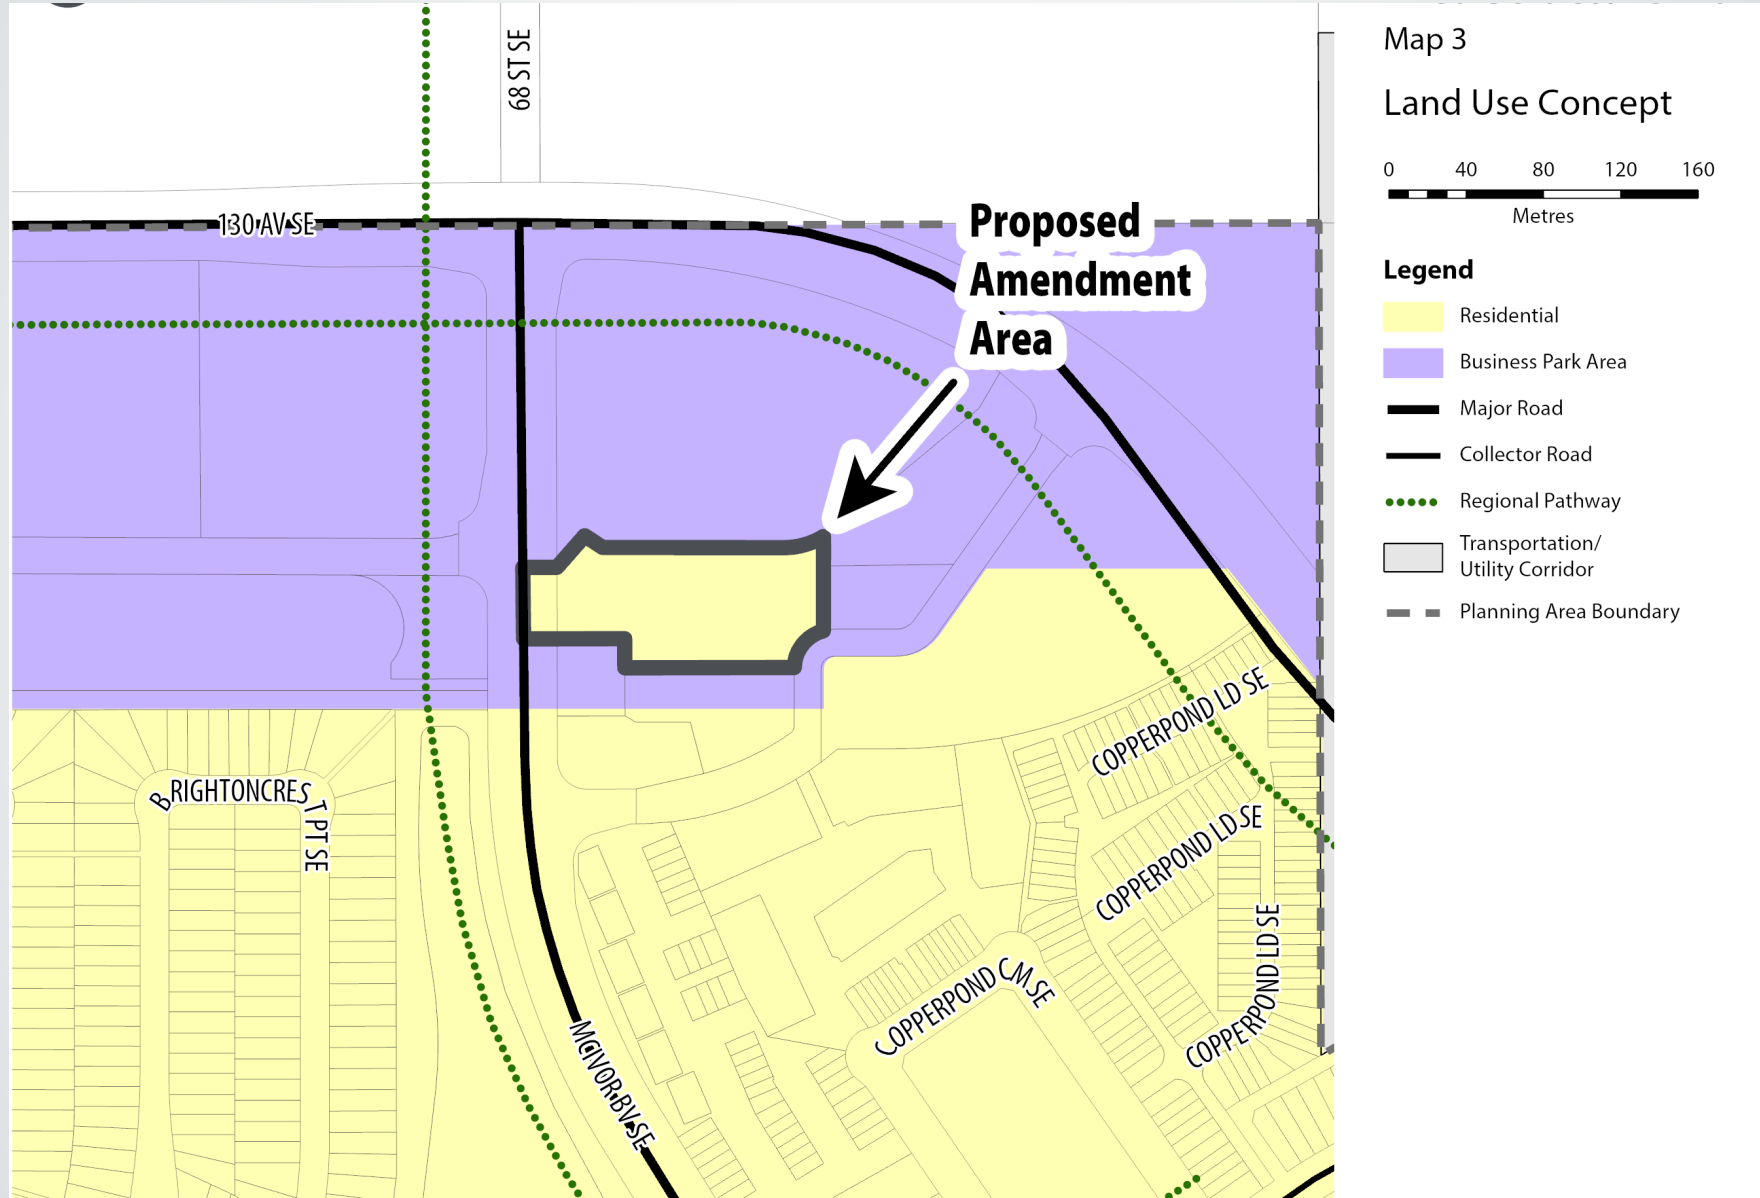 Map 3
Land Use Concept
0 40 80 120 160
Metres
Legend
Residential
Business Park Area
Major Road
Collector Road
Regional Pathway
Transportation/
Utility Corridor
Planning Area Boundary
68 ST SE
130 AV SE
Proposed
Amendment
Area
BRIGHTONCREST PT SE
COPPERPOND LD SE
COPPERPOND LD SE
COPPERPOND LD SE
COPPERPOND CM SE
MCIVOR BV SE